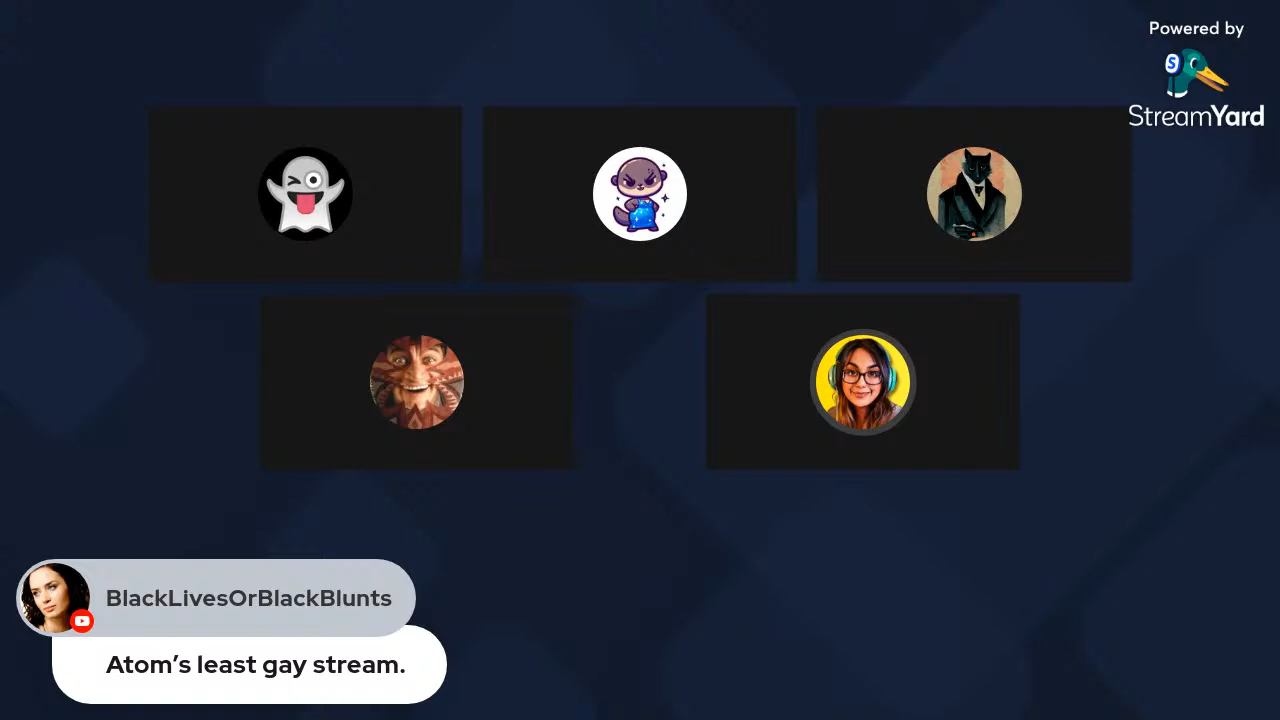 Powered by
S
StreamYard
BlackLivesOrBlackBlunts
Atom’s least gay stream.